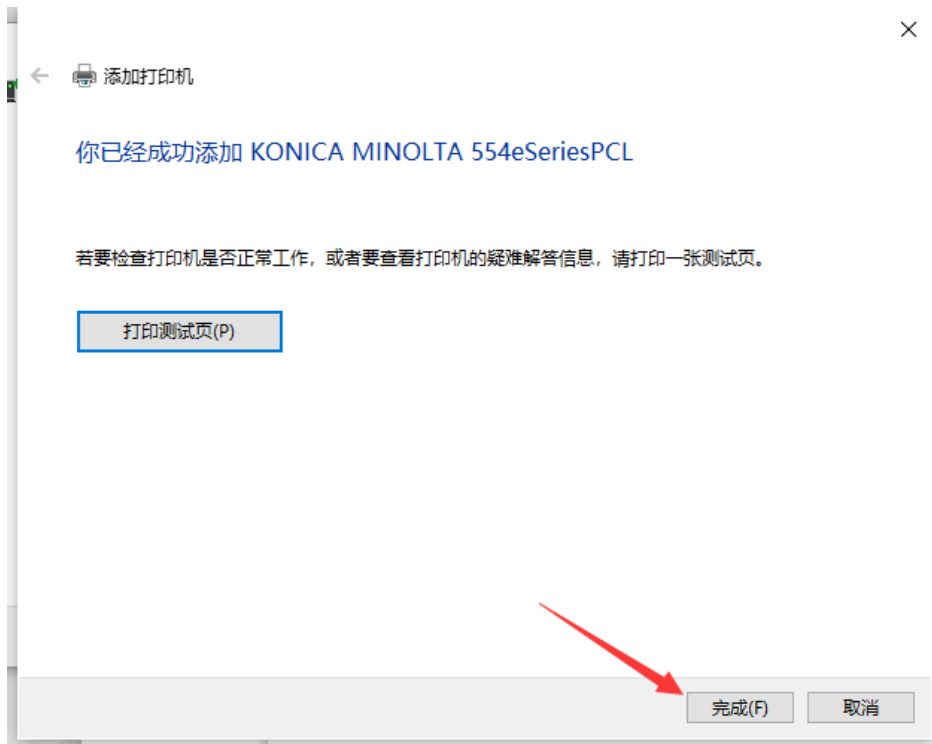 添加打印机
你已经成功添加 KONICA MINOLTA 554eSeriesPCL
若要检查打印机是否正常工作，或者要查看打印机的疑难解答信息，请打印一张测试页。
打印测试页(P)
完成(F)
取消